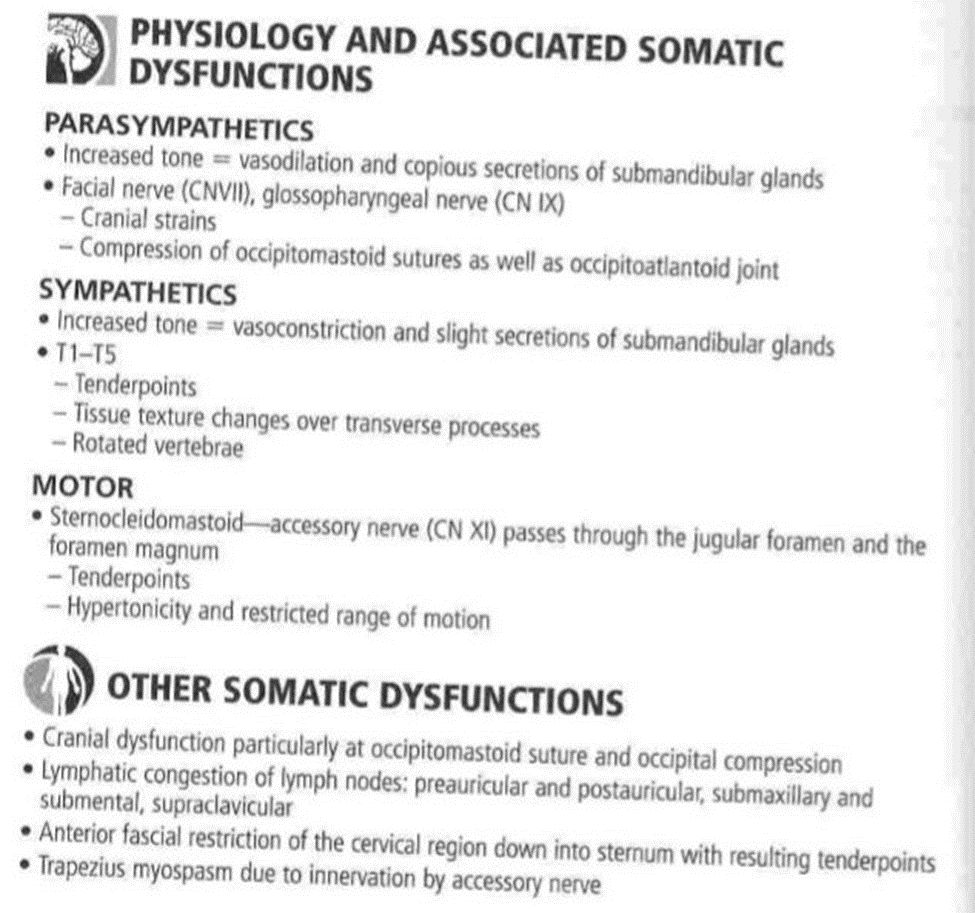 PHYSIOLOGY AND ASSOCIATED SOMATIC
DYSFUNCTIONS
PARASYMPATHETICS
• Increased tone = vasodilation and copious secretions of submandibular glands
• Facial nerve (CNVII), glossopharyngeal nerve (CN IX)
– Cranial strains
– Compression of occipitomastoid sutures as well as occipitoatlantoid joint
SYMPATHETICS
• Increased tone = vasoconstriction and slight secretions of submandibular glands
• T1–T5
– Tenderpoints
– Tissue texture changes over transverse processes
– Rotated vertebrae
MOTOR
• Sternocleidomastoid—accessory nerve (CN XI) passes through the jugular foramen and the
foramen magnum
– Tenderpoints
– Hypertonicity and restricted range of motion
OTHER SOMATIC DYSFUNCTIONS
• Cranial dysfunction particularly at occipitomastoid suture and occipital compression
• Lymphatic congestion of lymph nodes: preauricular and postauricular, submaxillary and
submental, supraclavicular
• Anterior fascial restriction of the cervical region down into sternum with resulting tenderpoints
• Trapezius myospasm due to innervation by accessory nerve